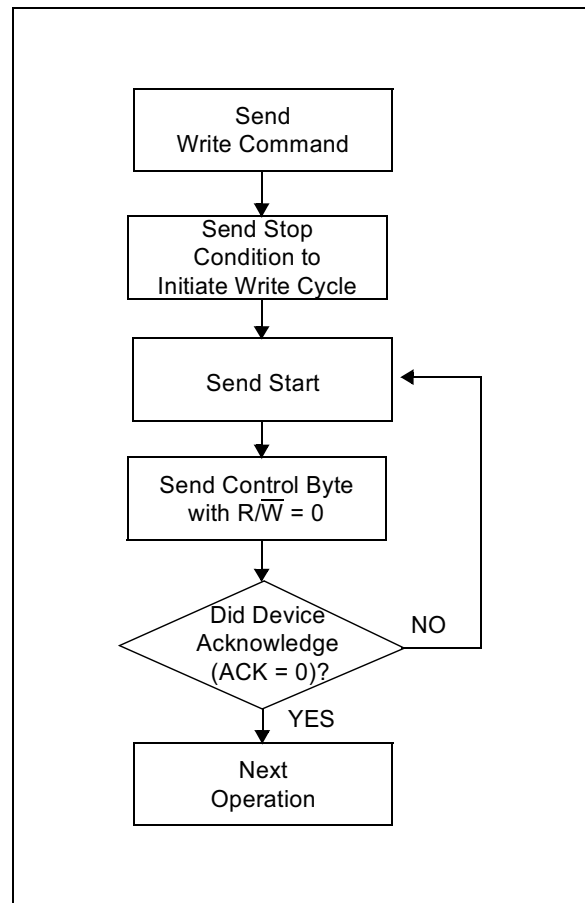 Send
Write Command
Send Stop
Condition to
Initiate Write Cycle
Send Start
Send Control Byte
with R/W̅ = 0
Did Device
Acknowledge
(ACK = 0)?
NO
YES
Next
Operation